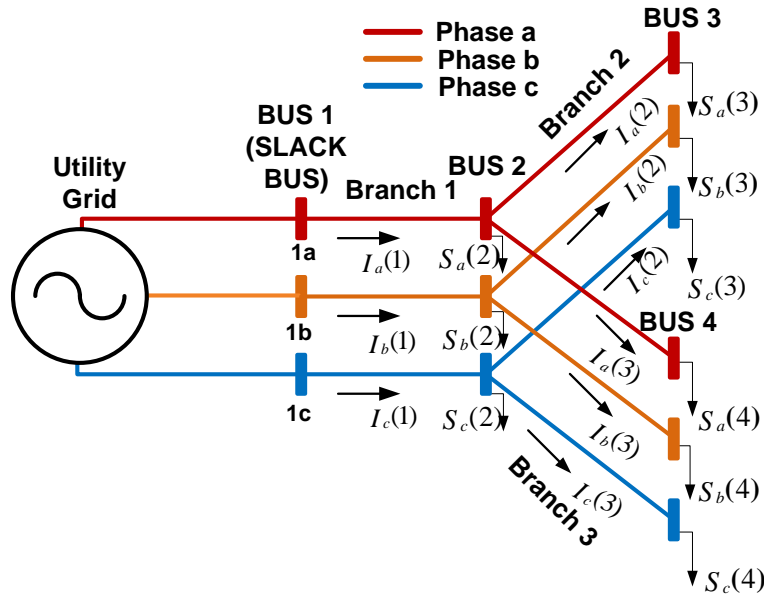 Phase a
Phase b
Phase c
BUS 3
Branch 2
I_a(2)
S_a(3)
I_b(2)
S_b(3)
I_c(2)
S_c(3)
Utility
Grid
BUS 1
(SLACK
BUS)
Branch 1
BUS 2
1a
I_a(1)
S_a(2)
1b
I_b(1)
S_b(2)
1c
I_c(1)
S_c(2)
BUS 4
I_a(3)
S_a(4)
I_b(3)
S_b(4)
I_c(3)
Branch 3
S_c(4)